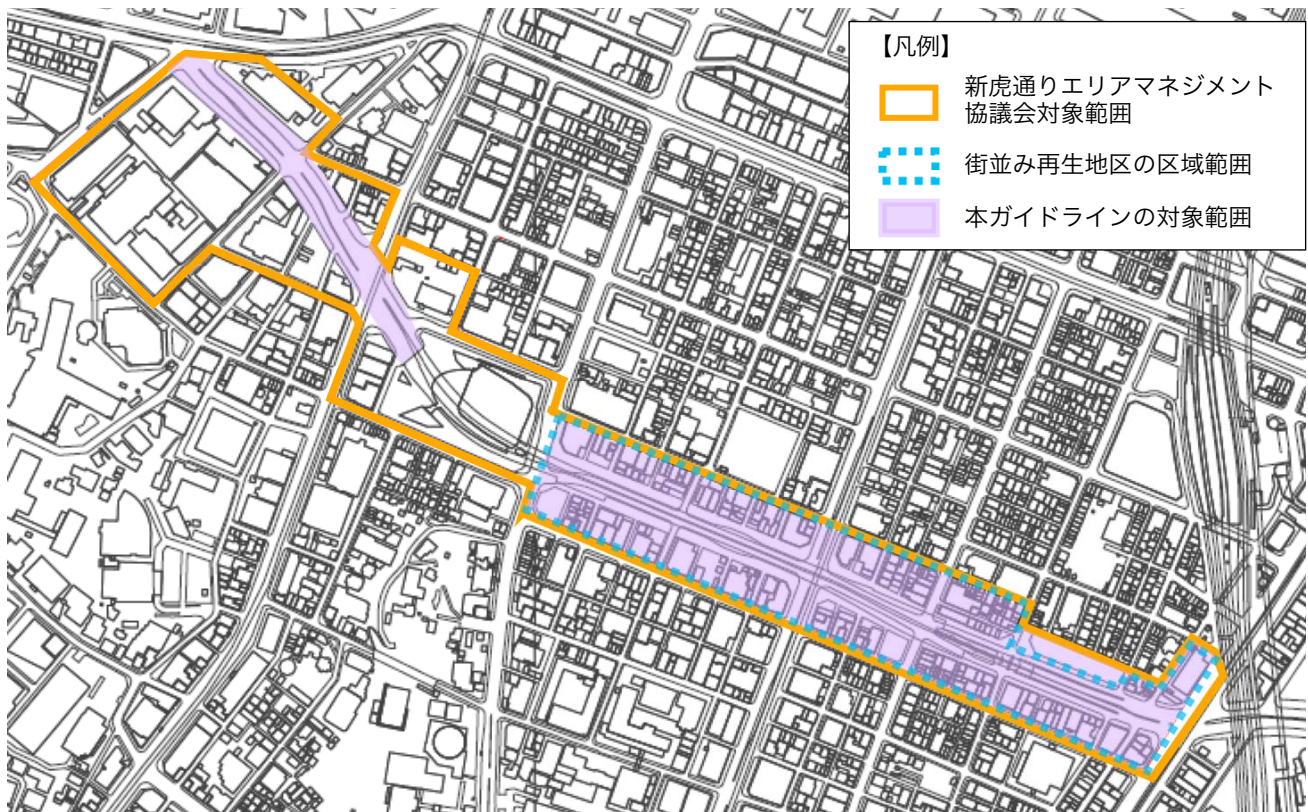 【凡例】
新虎通りエリアマネジメント
協議会対象範囲
街並み再生地区の区域範囲
本ガイドラインの対象範囲